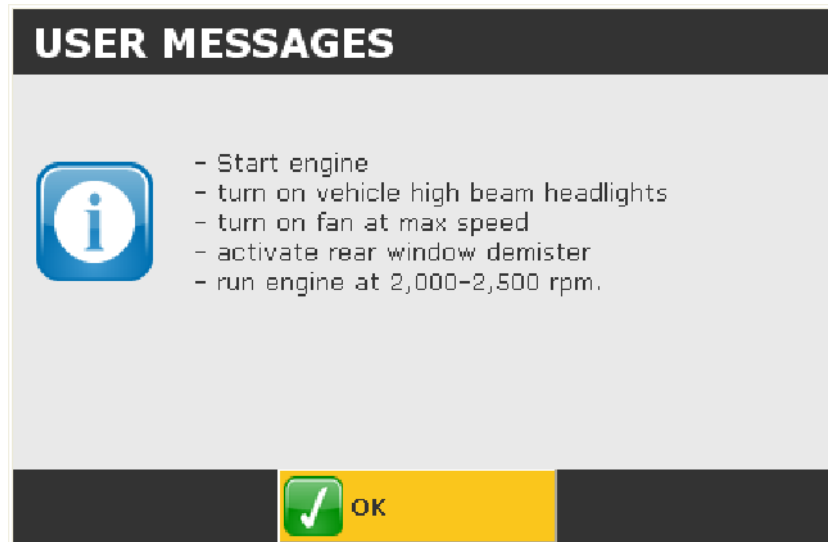 USER MESSAGES
- Start engine
- turn on vehicle high beam headlights
- turn on fan at max speed
- activate rear window demister
- run engine at 2,000-2,500 rpm.
OK